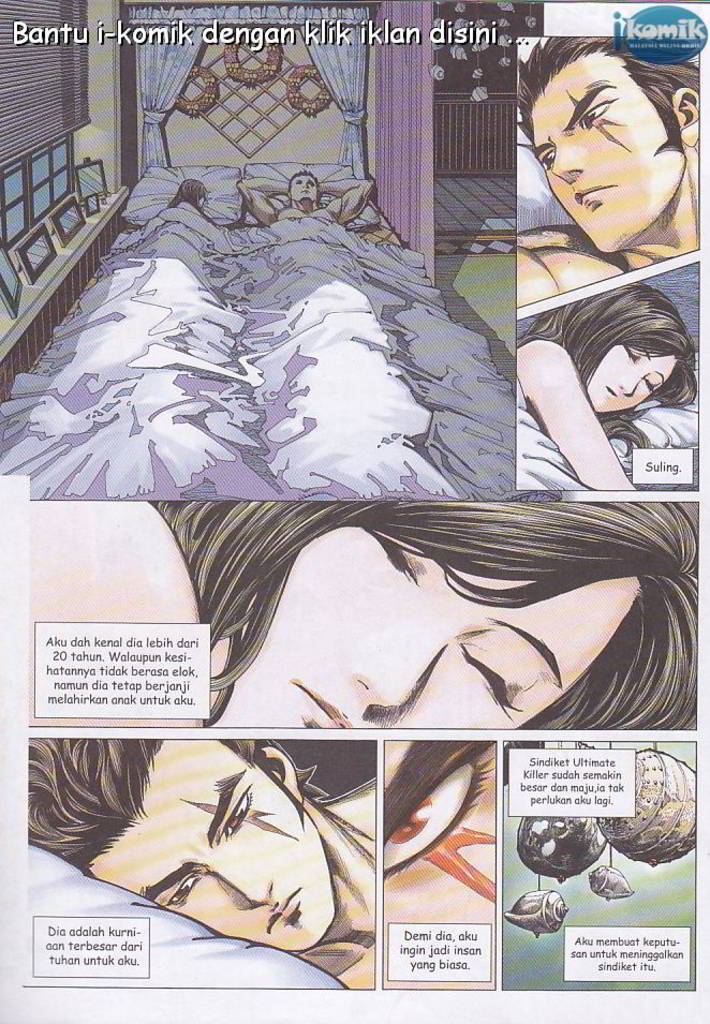 Bantu i-komik dengan klik iklan disini ...
ikomik
Suling.
Aku dah kenal dia lebih dari
20 tahun. Walaupun kesi-
hatannya tidak berasa elok,
namun dia tetap berjanji
melahirkan anak untuk aku.
Dia adalah kurni-
aan terbesar dari
tuhan untuk aku.
Demi dia, aku
ingin jadi insan
yang biasa.
Sindiket Ultimate
Killer sudah semakin
besar dan maju,ia tak
perlukan aku lagi.
Aku membuat keputu-
san untuk meninggalkan
sindiket itu.